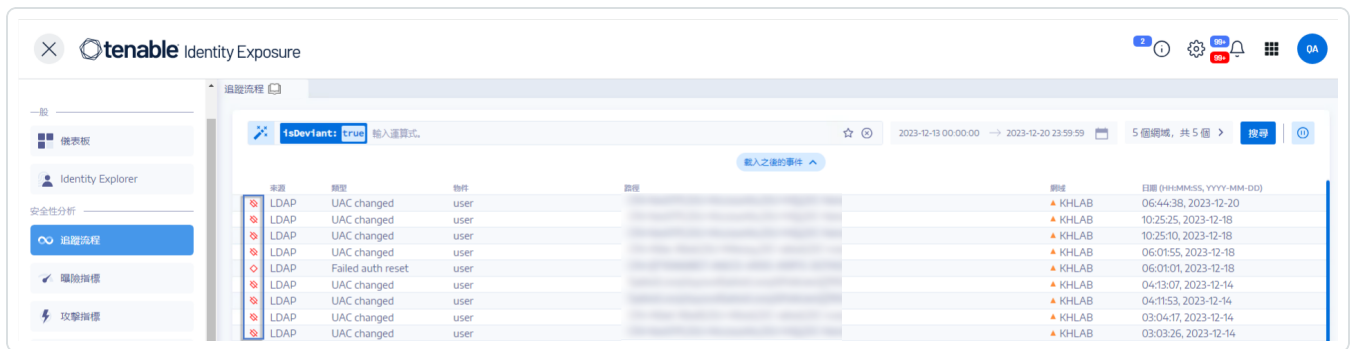 tenable Identity Exposure
2
99+
99+
QA
追蹤流程
一般
儀表板
Identity Explorer
安全性分析
追蹤流程
曝險指標
攻擊指標
isDeviant: true 輸入運算式。
2023-12-13 00:00:00 → 2023-12-20 23:59:59
5 個網域，共 5 個 >
搜尋
載入之後的事件
來源 類型 物件 路徑 網域 日期 (HH:MM:SS, YYYY-MM-DD)
LDAP UAC changed user KHLAB 06:44:38, 2023-12-20
LDAP UAC changed user KHLAB 10:25:25, 2023-12-18
LDAP UAC changed user KHLAB 10:25:10, 2023-12-18
LDAP UAC changed user KHLAB 06:01:55, 2023-12-18
LDAP Failed auth reset user KHLAB 06:01:01, 2023-12-18
LDAP UAC changed user KHLAB 04:13:07, 2023-12-14
LDAP UAC changed user KHLAB 04:11:53, 2023-12-14
LDAP UAC changed user KHLAB 03:04:17, 2023-12-14
LDAP UAC changed user KHLAB 03:03:26, 2023-12-14